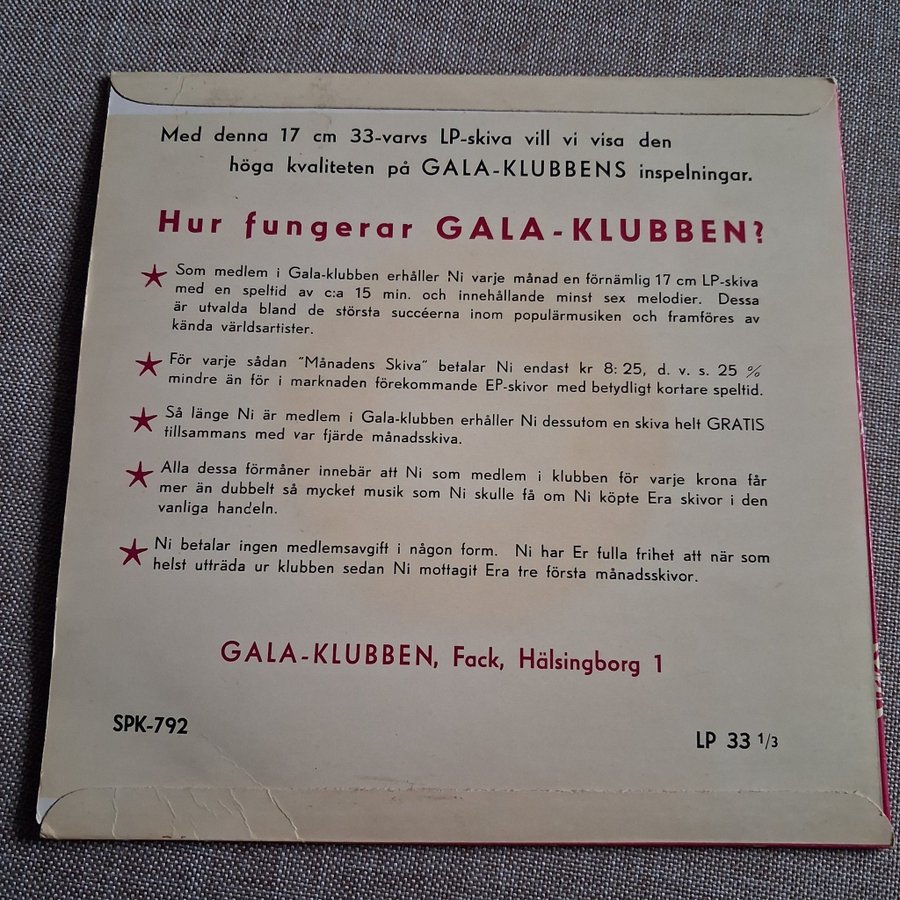 Med denna 17 cm 33-varvs LP-skiva vill vi visa den
höga kvaliteten på GALA-KLUBBENS inspelningar.
Hur fungerar GALA-KLUBBEN?
Som medlem i Gala-klubben erhåller Ni varje månad en förnämlig 17 cm LP-skiva
med en speltid av c:a 15 min. och innehållande minst sex melodier. Dessa
är utvalda bland de största succéerna inom populärmusiken och framföres av
kända världsartister.
För varje sådan "Månadens Skiva" betalar Ni endast kr 8:25, d. v. s. 25 %
mindre än för i marknaden förekommande EP-skivor med betydligt kortare speltid.
Så länge Ni är medlem i Gala-klubben erhåller Ni dessutom en skiva helt GRATIS
tillsammans med var fjärde månadsskiva.
Alla dessa förmåner innebär att Ni som medlem i klubben för varje krona får
mer än dubbelt så mycket musik som Ni skulle få om Ni köpte Era skivor i den
vanliga handeln.
Ni betalar ingen medlemsavgift i någon form. Ni har Er fulla frihet att när som
helst utträda ur klubben sedan Ni mottagit Era tre första månadsskivor.
GALA-KLUBBEN, Fack, Hälsingborg 1
SPK-792
LP 33 1/3